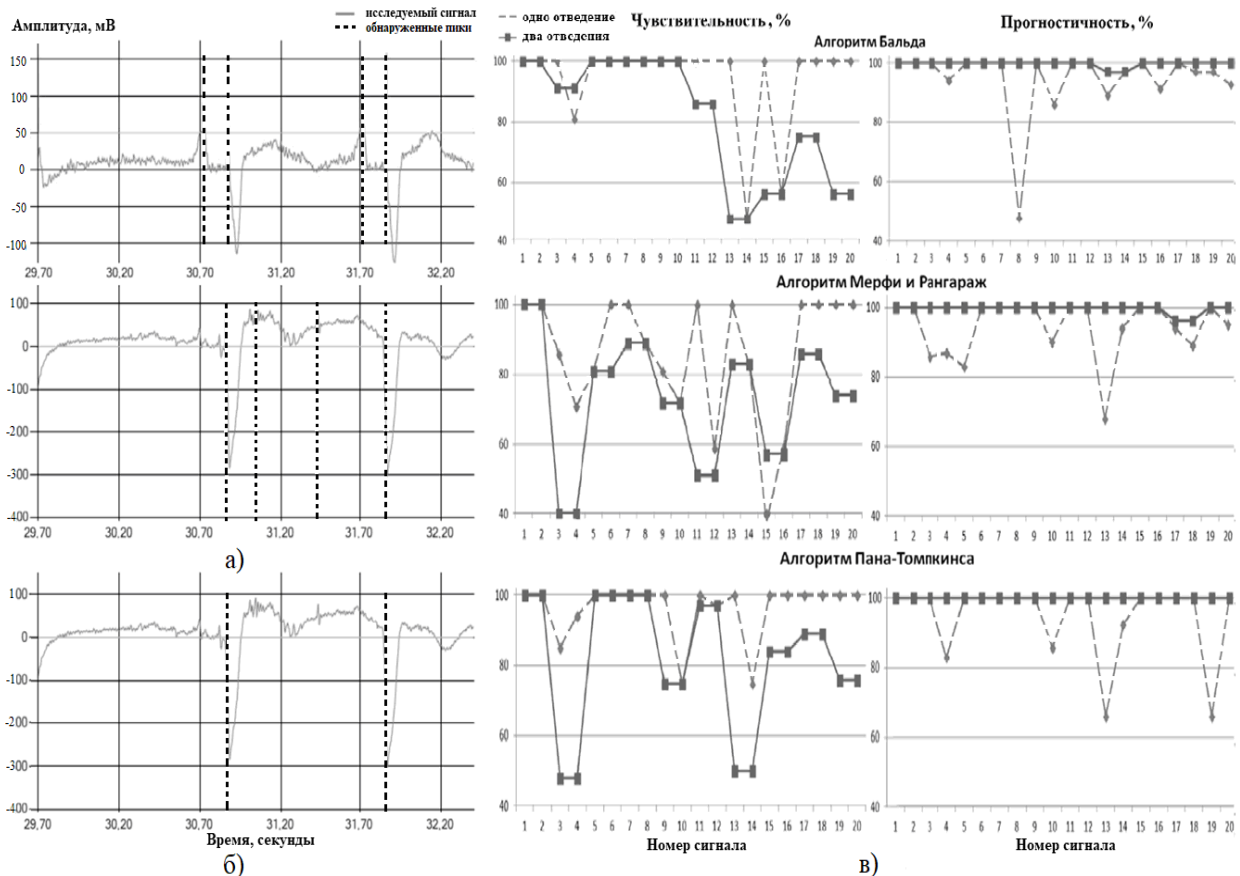 Амплитуда, мВ
исследуемый сигнал
обнаруженные пики
150
100
50
0
-50
-100
29,70 30,20 30,70 31,20 31,70 32,20
100
0
-100
-200
-300
-400
29,70 30,20 30,70 31,20 31,70 32,20
а)
100
0
-100
-200
-300
-400
29,70 30,20 30,70 31,20 31,70 32,20
Время, секунды
б)
одно отведение
два отведения
Чувствительность, %
Прогностичность, %
Алгоритм Бальда
100
80
60
40
1 2 3 4 5 6 7 8 9 10 11 12 13 14 15 16 17 18 19 20
100
80
60
40
1 2 3 4 5 6 7 8 9 10 11 12 13 14 15 16 17 18 19 20
Алгоритм Мерфи и Рангараж
100
80
60
40
1 2 3 4 5 6 7 8 9 10 11 12 13 14 15 16 17 18 19 20
100
80
60
40
1 2 3 4 5 6 7 8 9 10 11 12 13 14 15 16 17 18 19 20
Алгоритм Пана-Томпкинса
100
80
60
40
1 2 3 4 5 6 7 8 9 10 11 12 13 14 15 16 17 18 19 20
100
80
60
40
1 2 3 4 5 6 7 8 9 10 11 12 13 14 15 16 17 18 19 20
Номер сигнала
Номер сигнала
в)